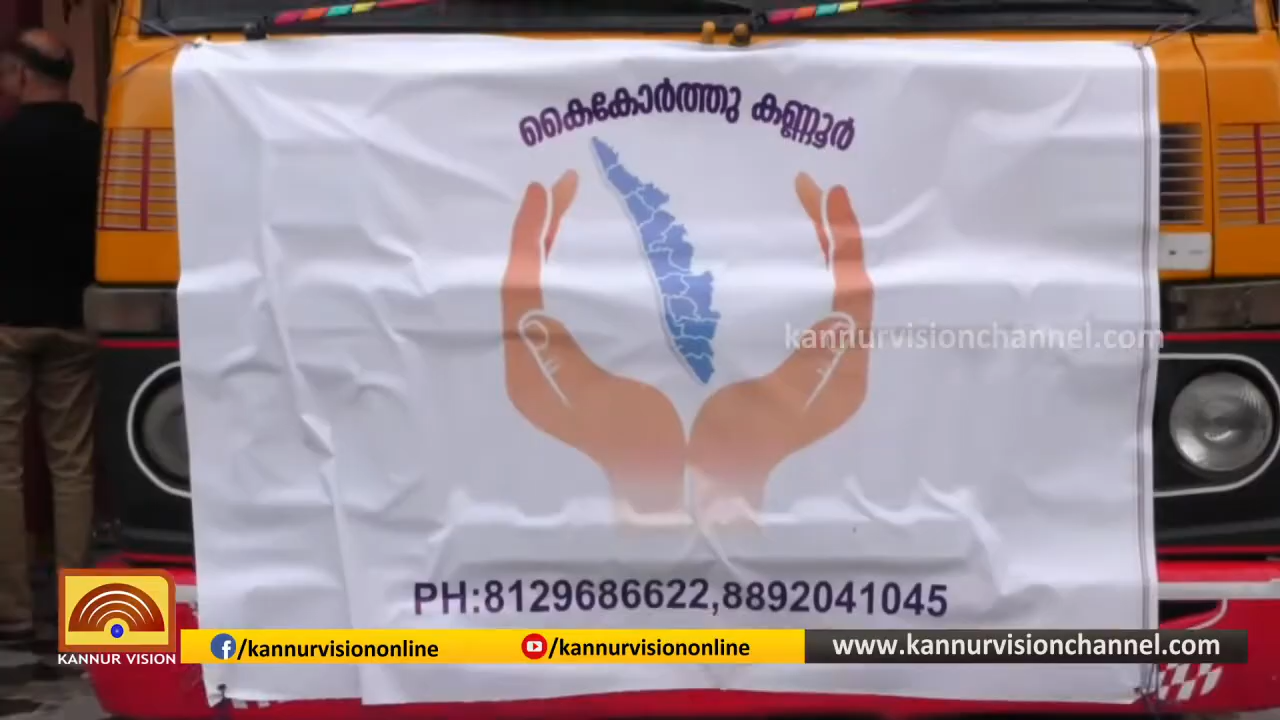 കൈകോർത്തു കണ്ണൂർ
kannurvisionchannel.com
PH:8129686622,8892041045
KANNUR VISION
/kannurvisiononline
/kannurvisiononline
www.kannurvisionchannel.com